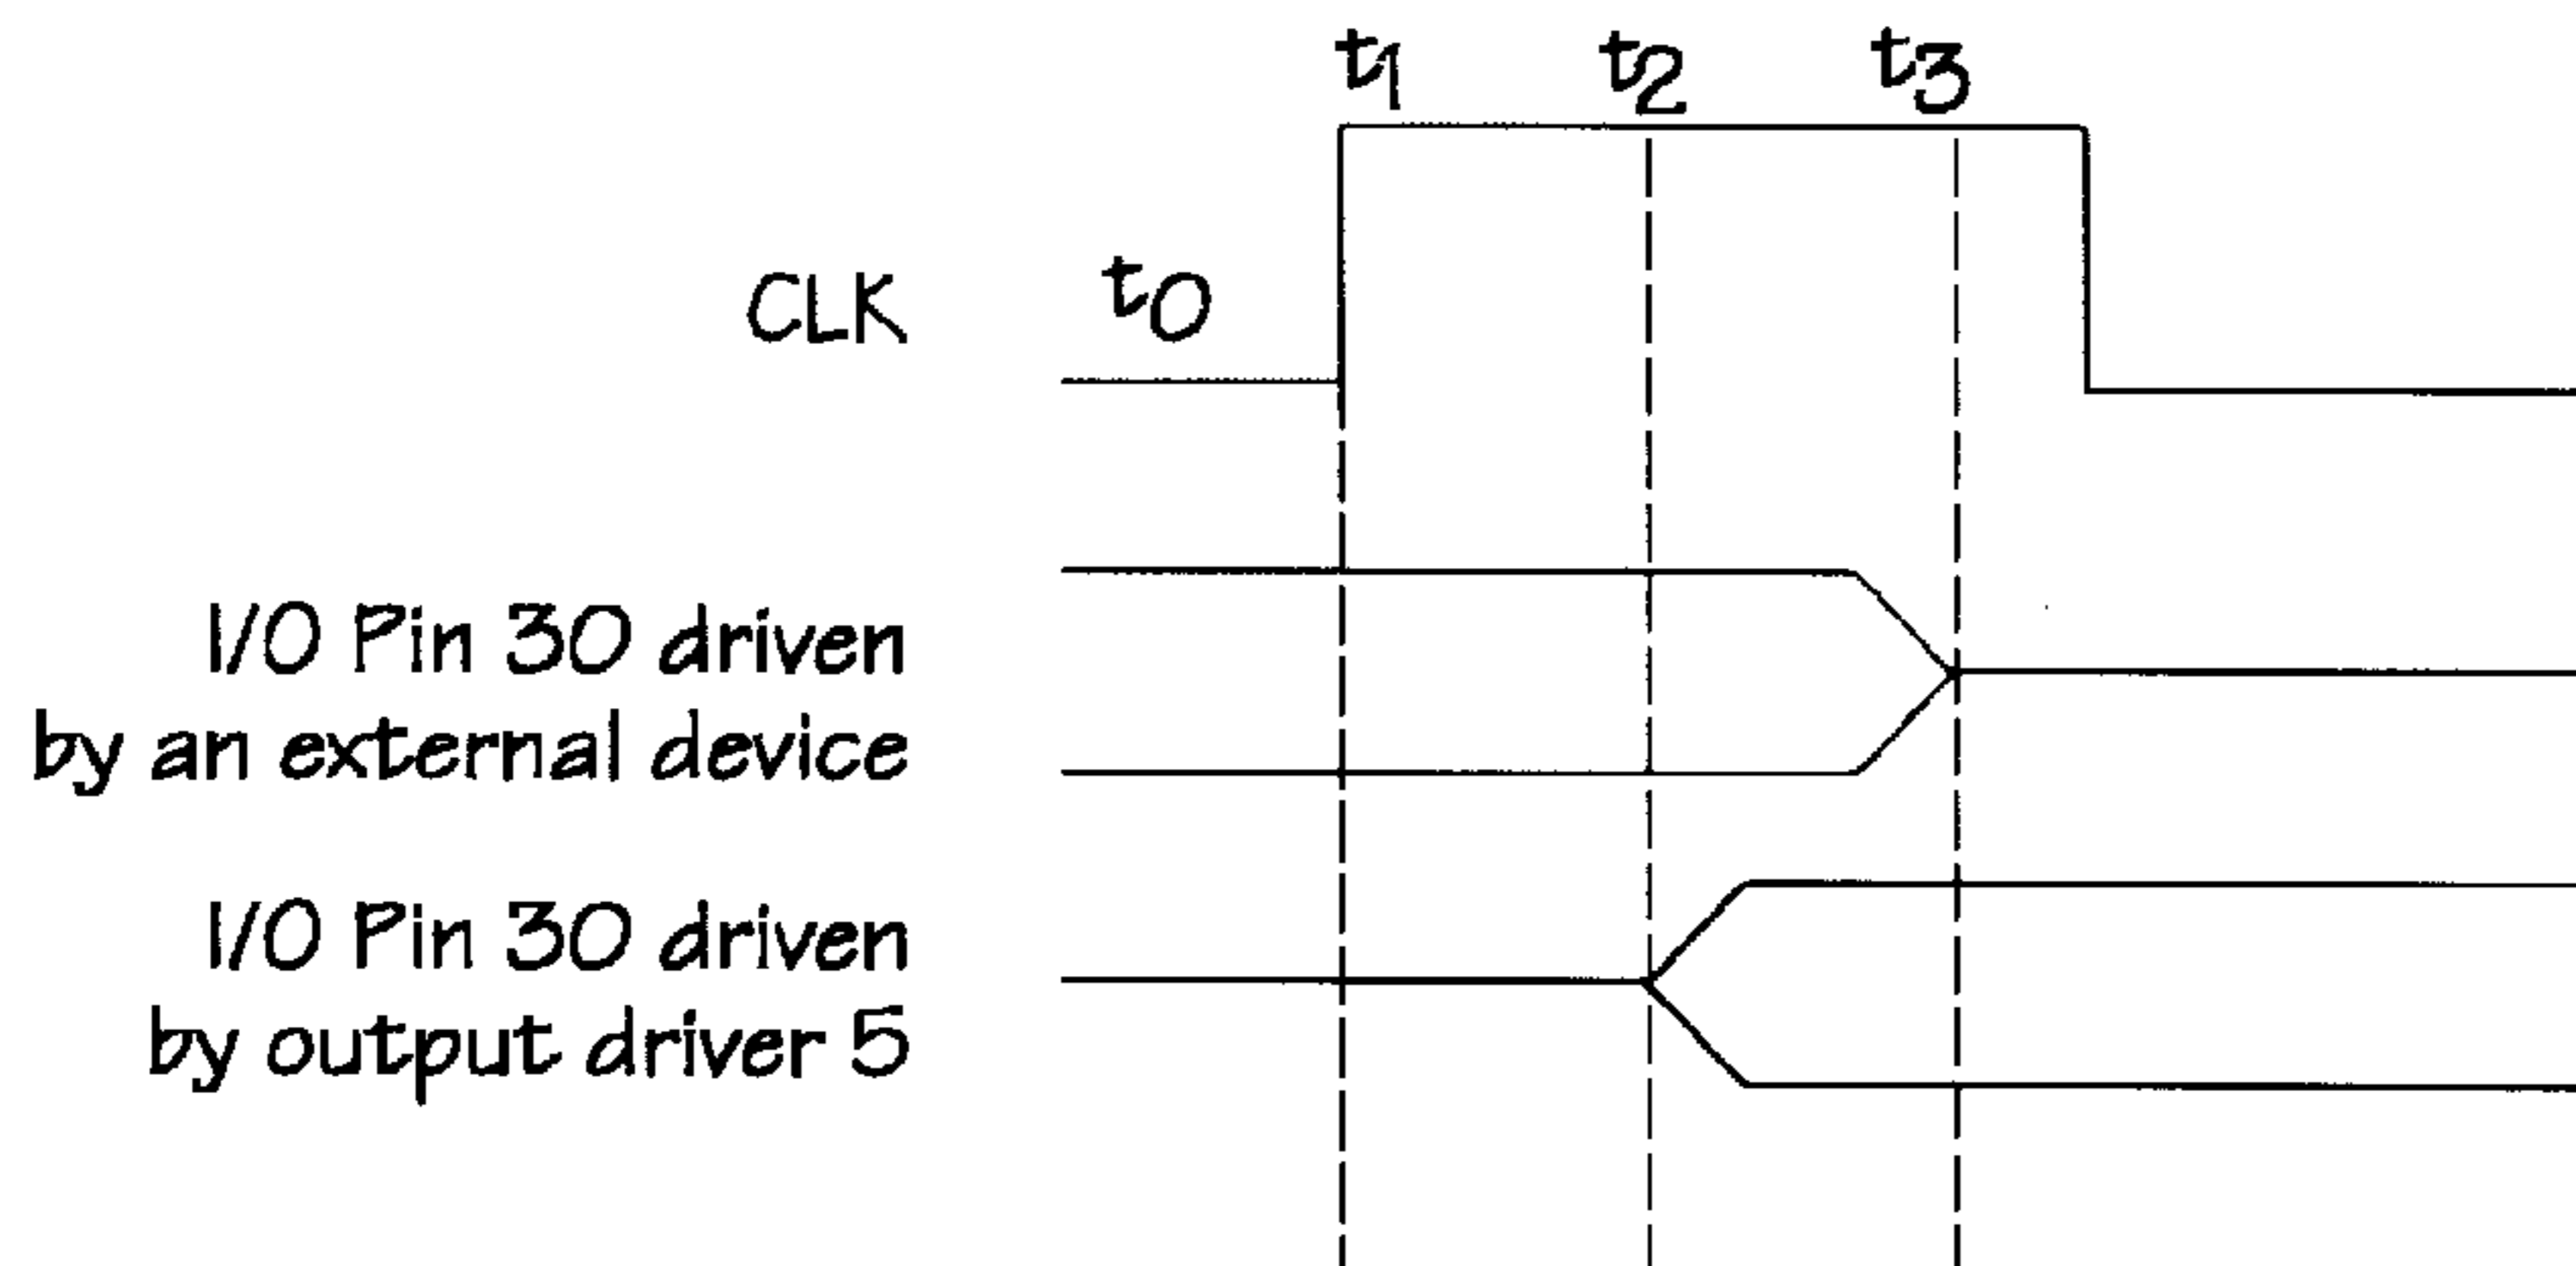 t1 t2 t3
CLK t0
I/O Pin 30 driven
by an external device
I/O Pin 30 driven
by output driver 5